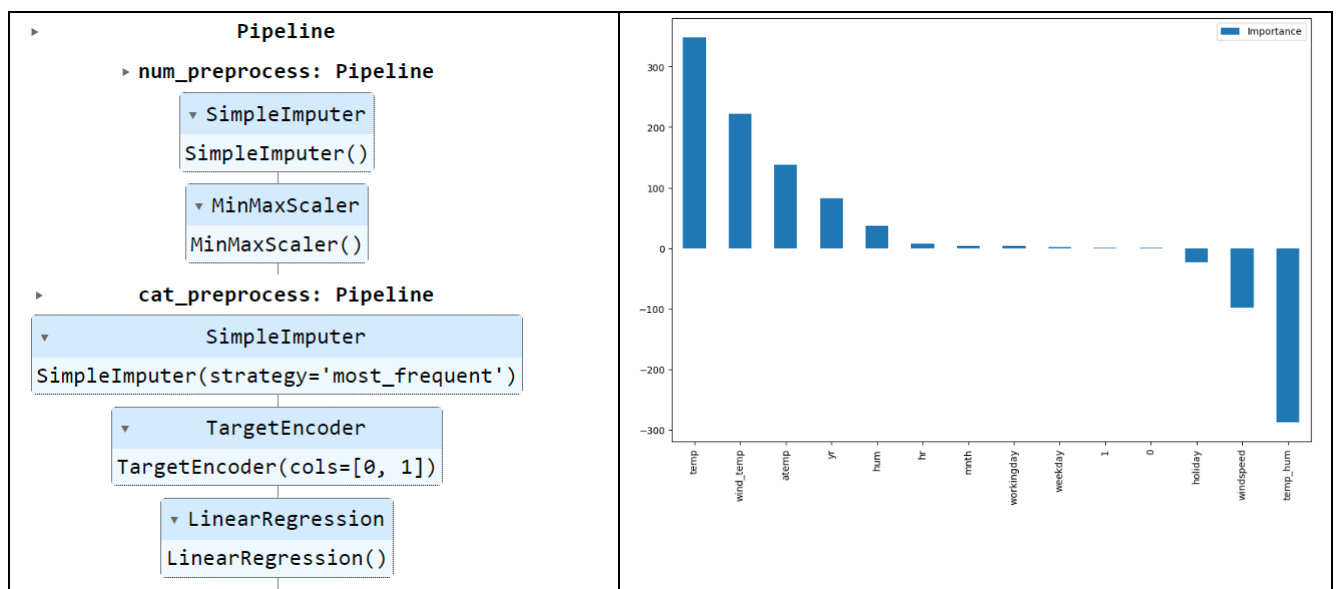 Pipeline
num_preprocess: Pipeline
SimpleImputer
SimpleImputer()
MinMaxScaler
MinMaxScaler()
cat_preprocess: Pipeline
SimpleImputer
SimpleImputer(strategy='most_frequent')
TargetEncoder
TargetEncoder(cols=[0, 1])
LinearRegression
LinearRegression()
Importance
300
200
100
0
−100
−200
−300
temp
wind_temp
atemp
yr
hum
hr
mnth
workingday
weekday
1
0
holiday
windspeed
temp_hum